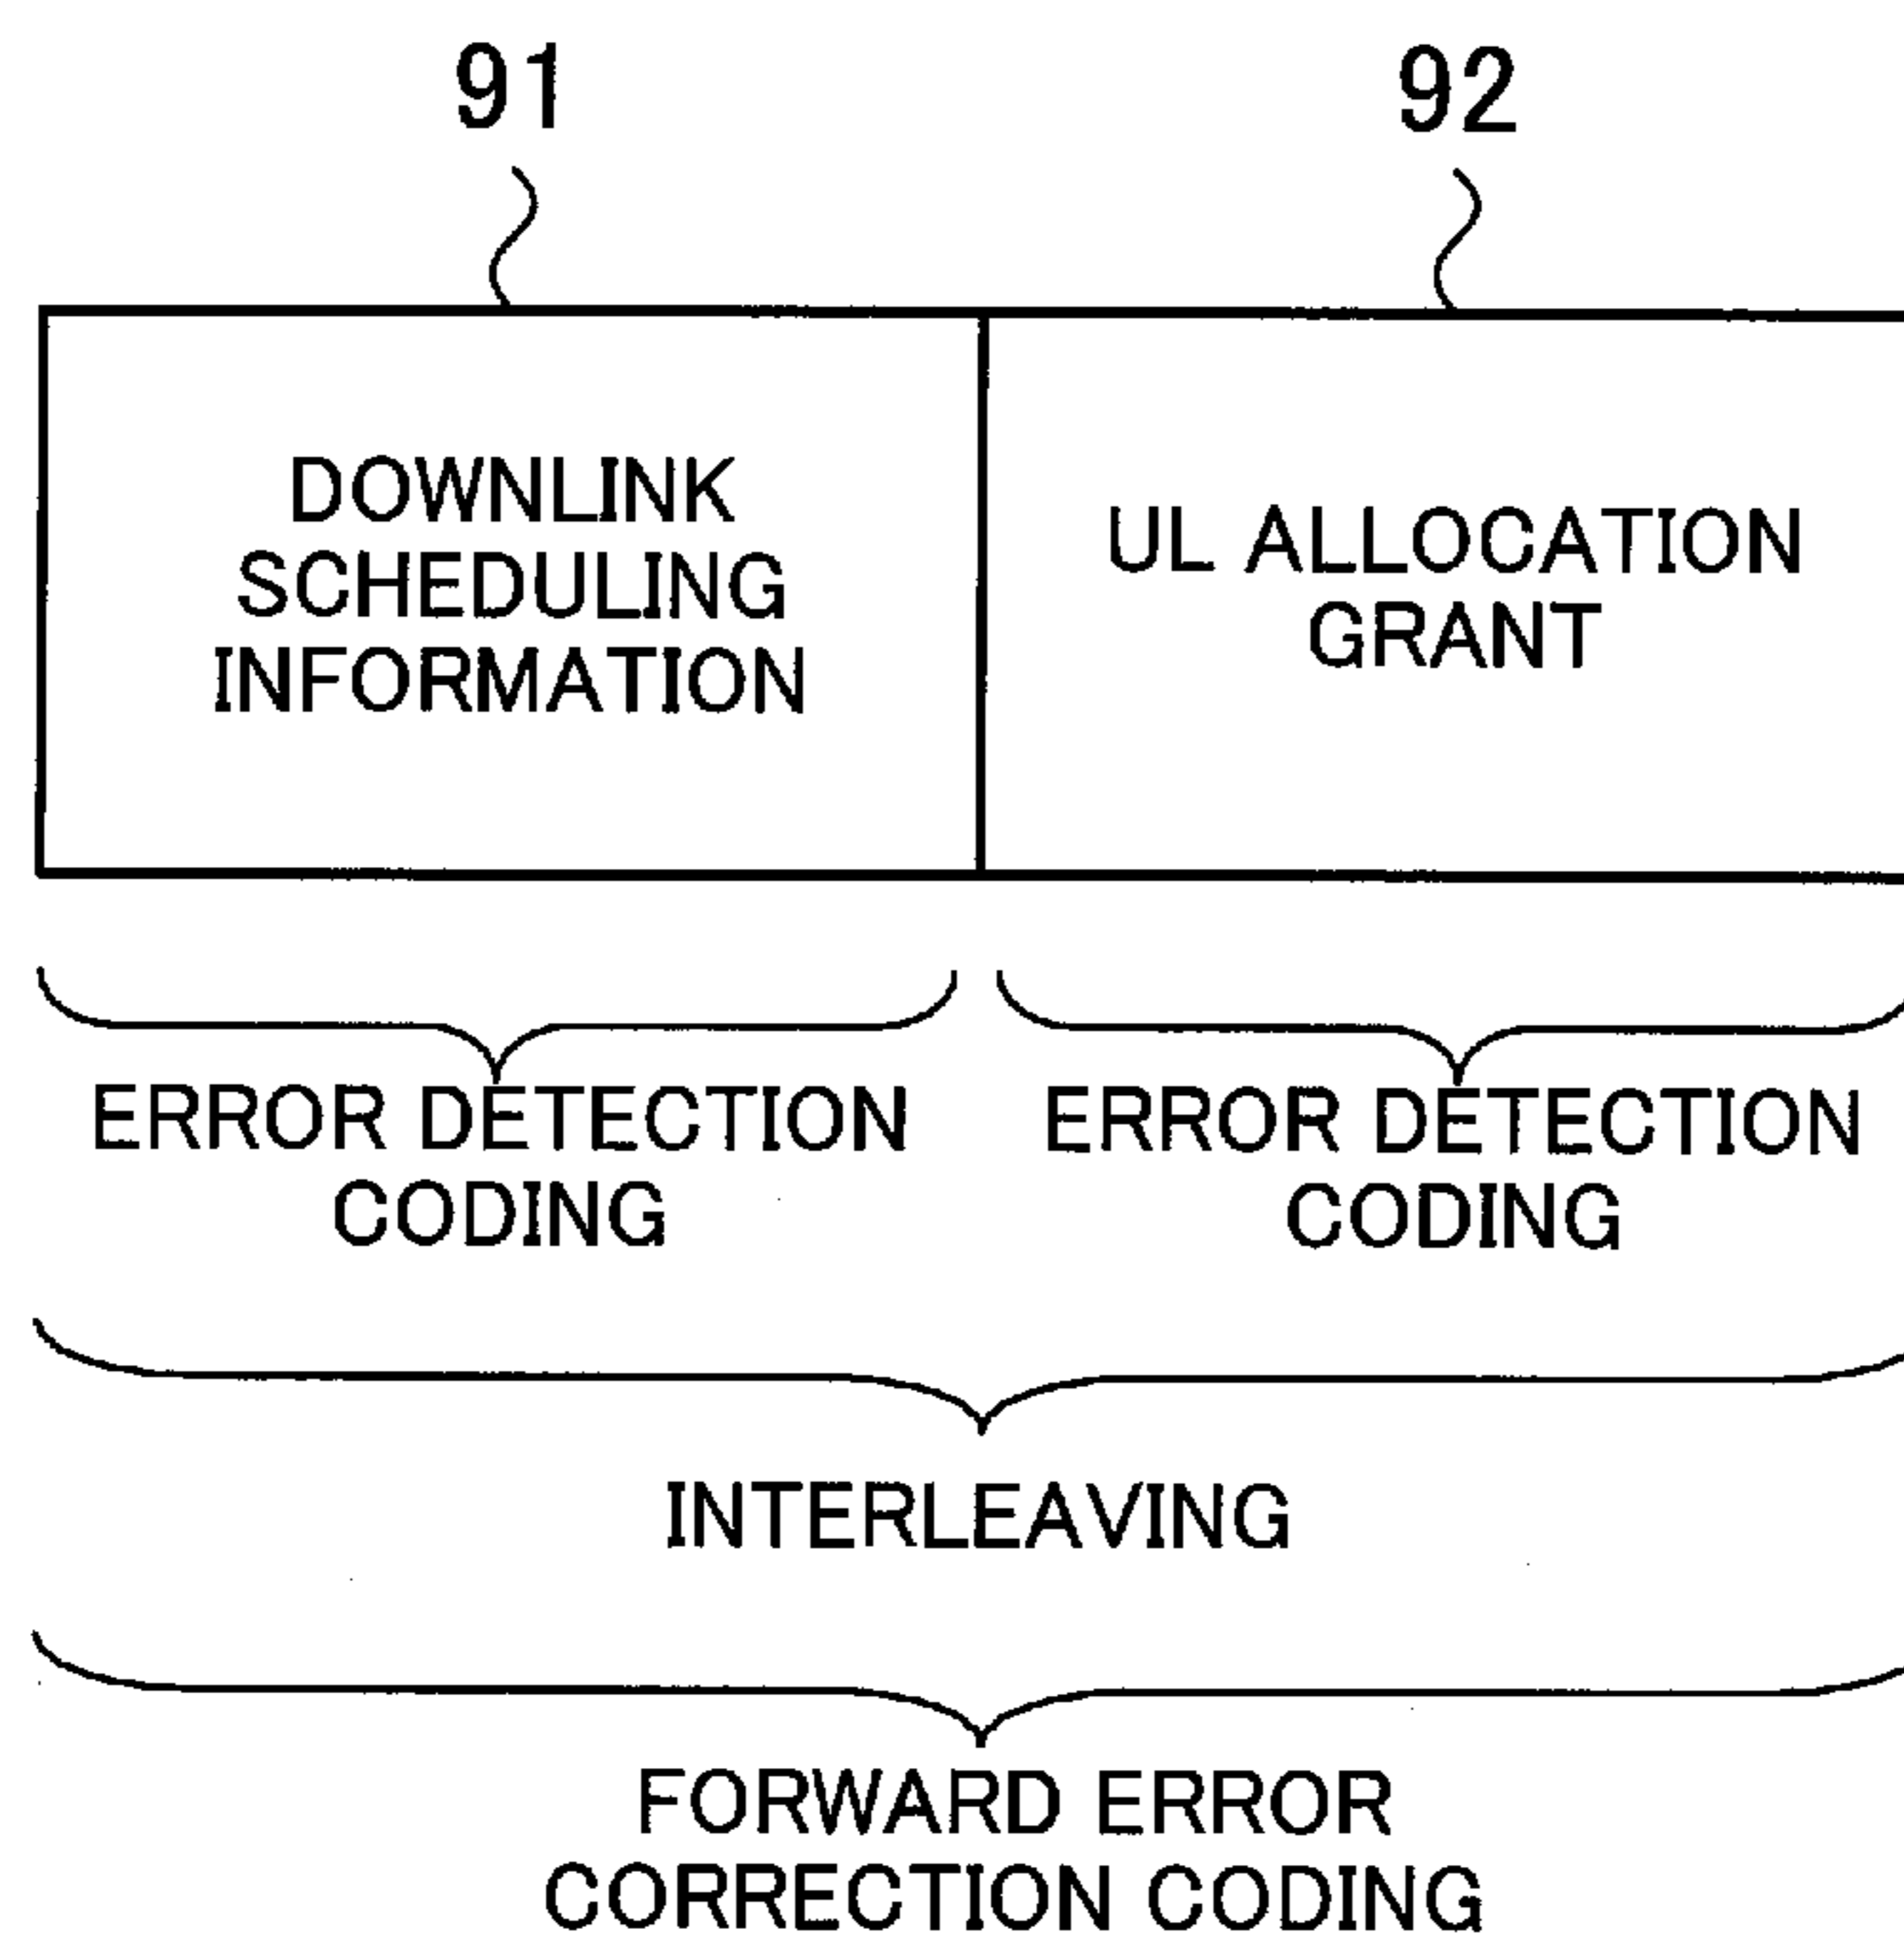 91
92
DOWNLINK
SCHEDULING
INFORMATION
UL ALLOCATION
GRANT
ERROR DETECTION
CODING
ERROR DETECTION
CODING
INTERLEAVING
FORWARD ERROR
CORRECTION CODING